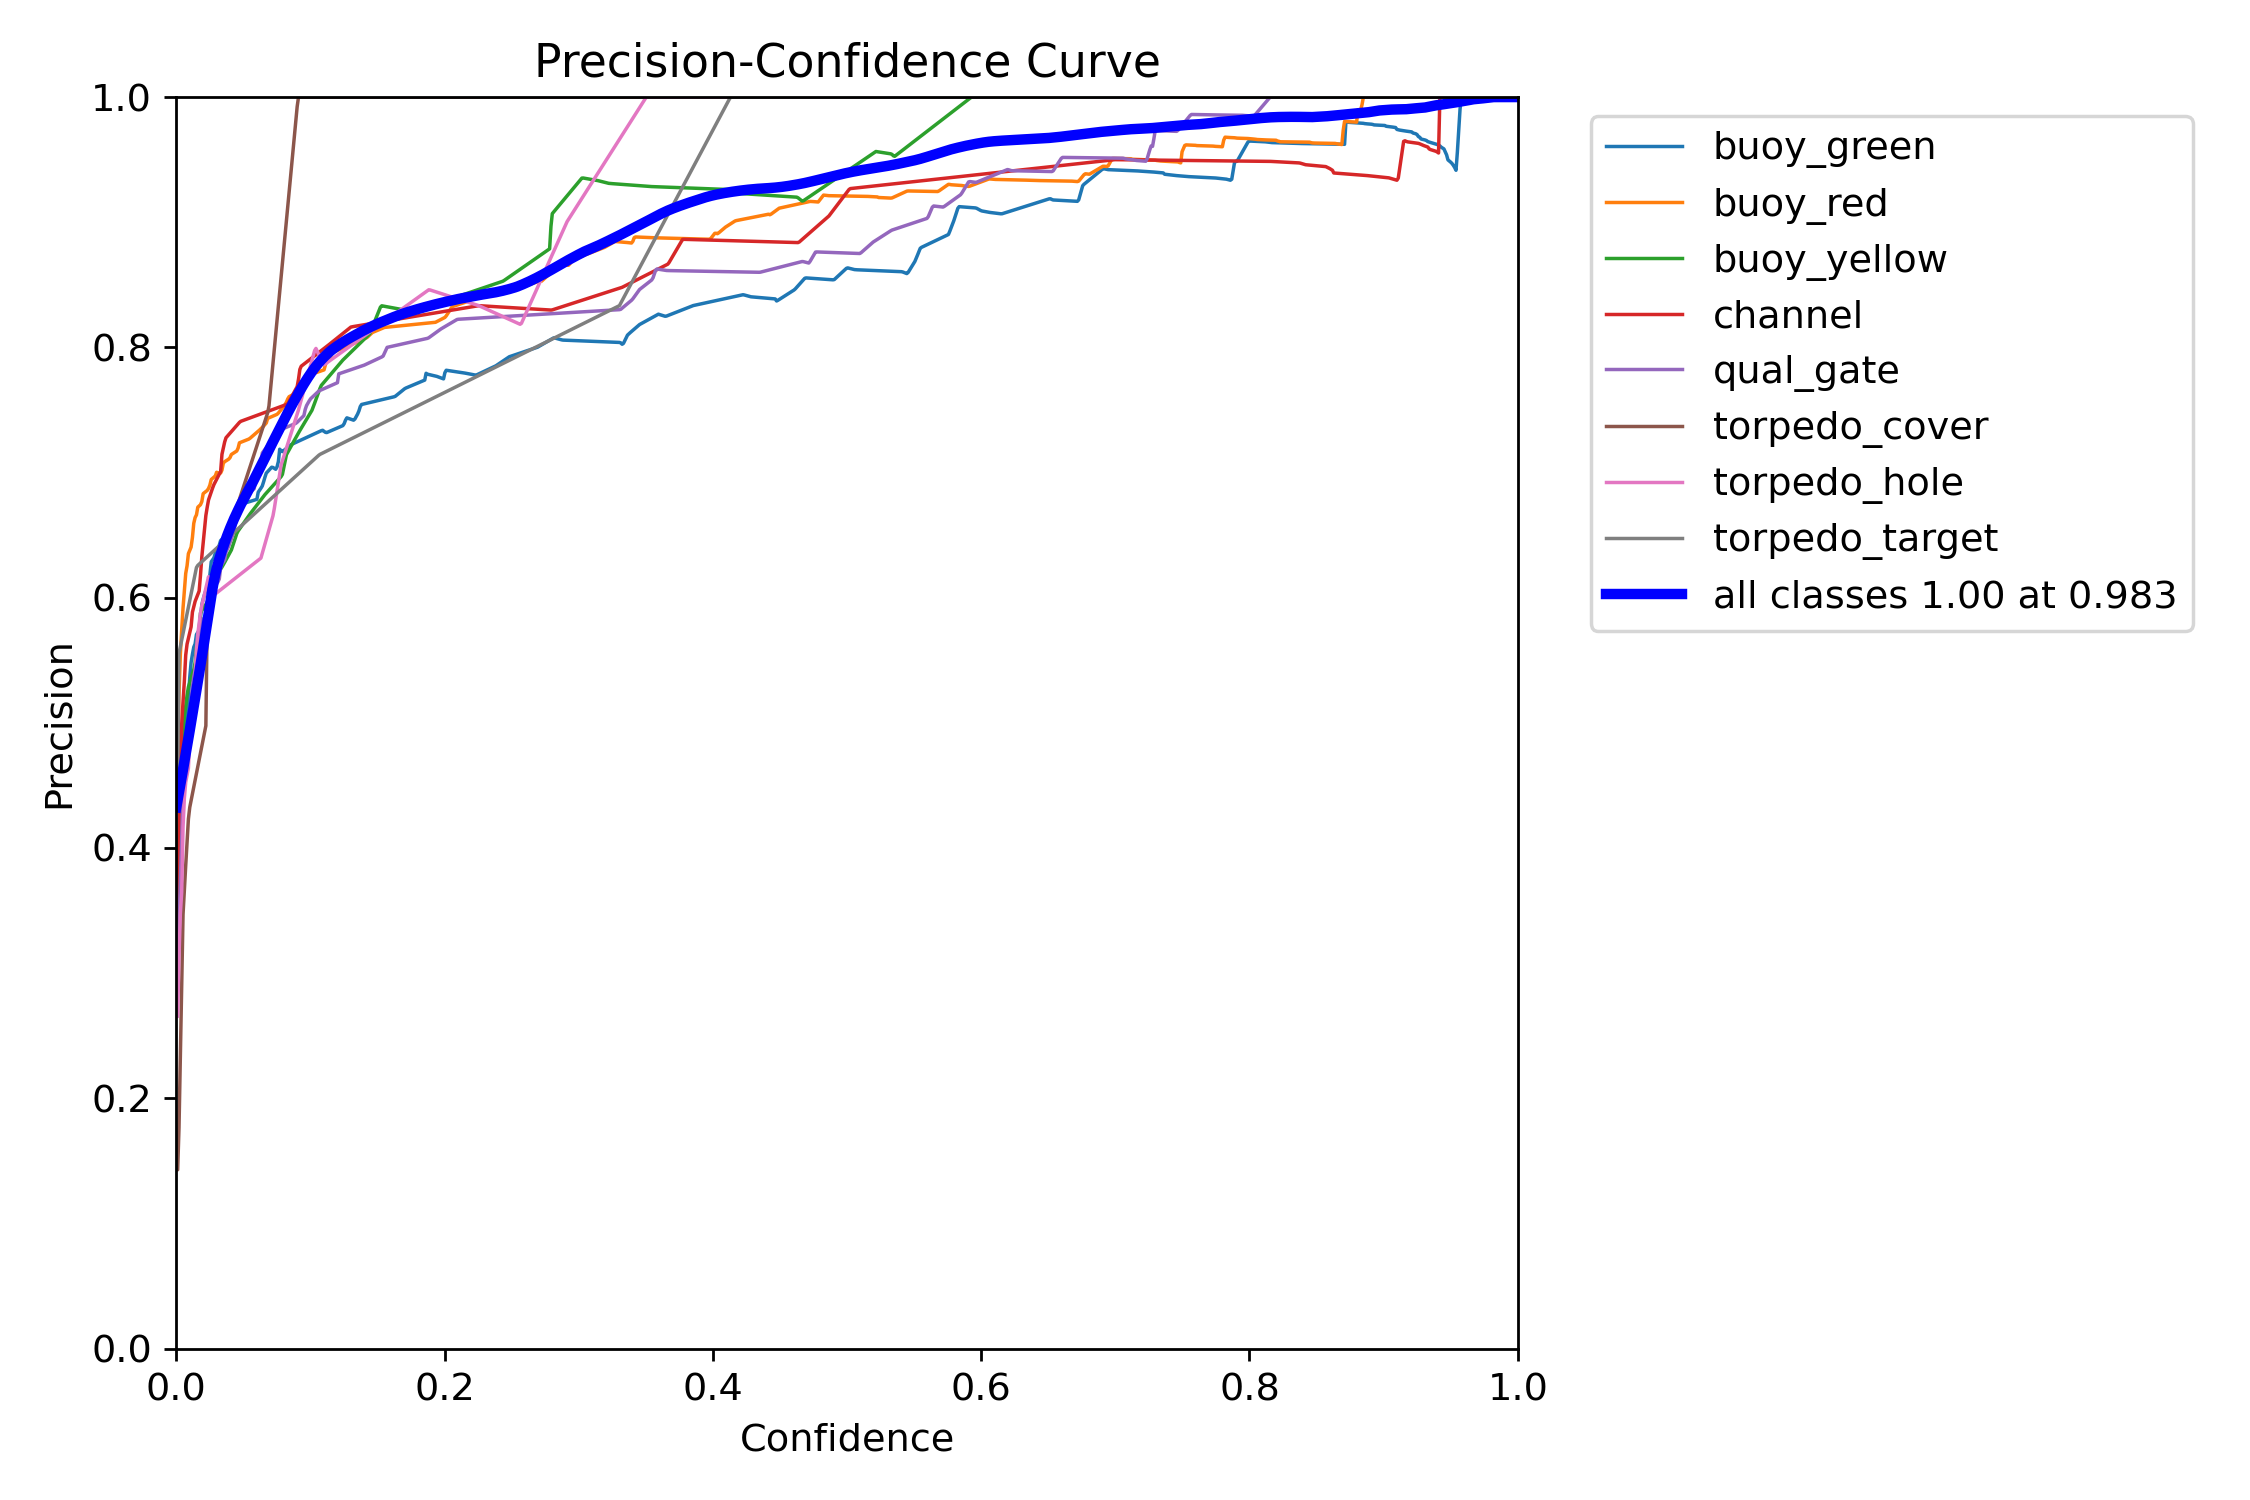 Precision-Confidence Curve
1.0
0.8
0.6
0.4
0.2
0.0
Precision
0.0 0.2 0.4 0.6 0.8 1.0
Confidence
buoy_green
buoy_red
buoy_yellow
channel
qual_gate
torpedo_cover
torpedo_hole
torpedo_target
all classes 1.00 at 0.983